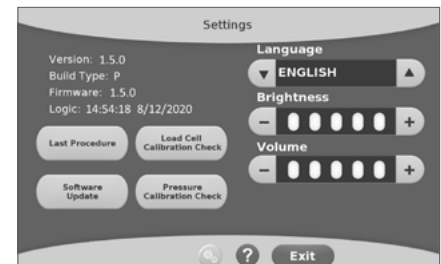 Settings
Version: 1.5.0
Build Type: P
Firmware: 1.5.0
Logic: 14:54:18 8/12/2020
Last Procedure
Load Cell
Calibration Check
Software
Update
Pressure
Calibration Check
Language
ENGLISH
Brightness
Volume
?
Exit